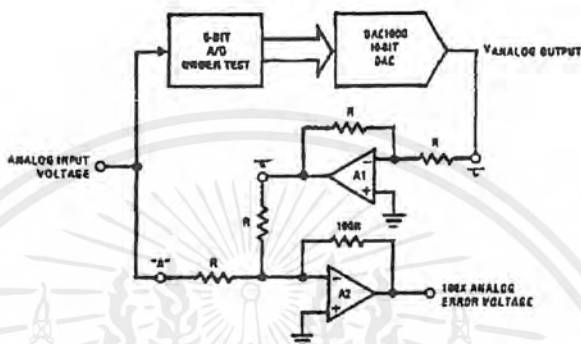 8-BIT
A/D
UNDER TEST
DAC1000
10-BIT
DAC
VANALOG OUTPUT
R
R
"C"
ANALOG INPUT
VOLTAGE
"B"
-
A1
+
R
"A"
R
100R
-
A2
+
100X ANALOG
ERROR VOLTAGE